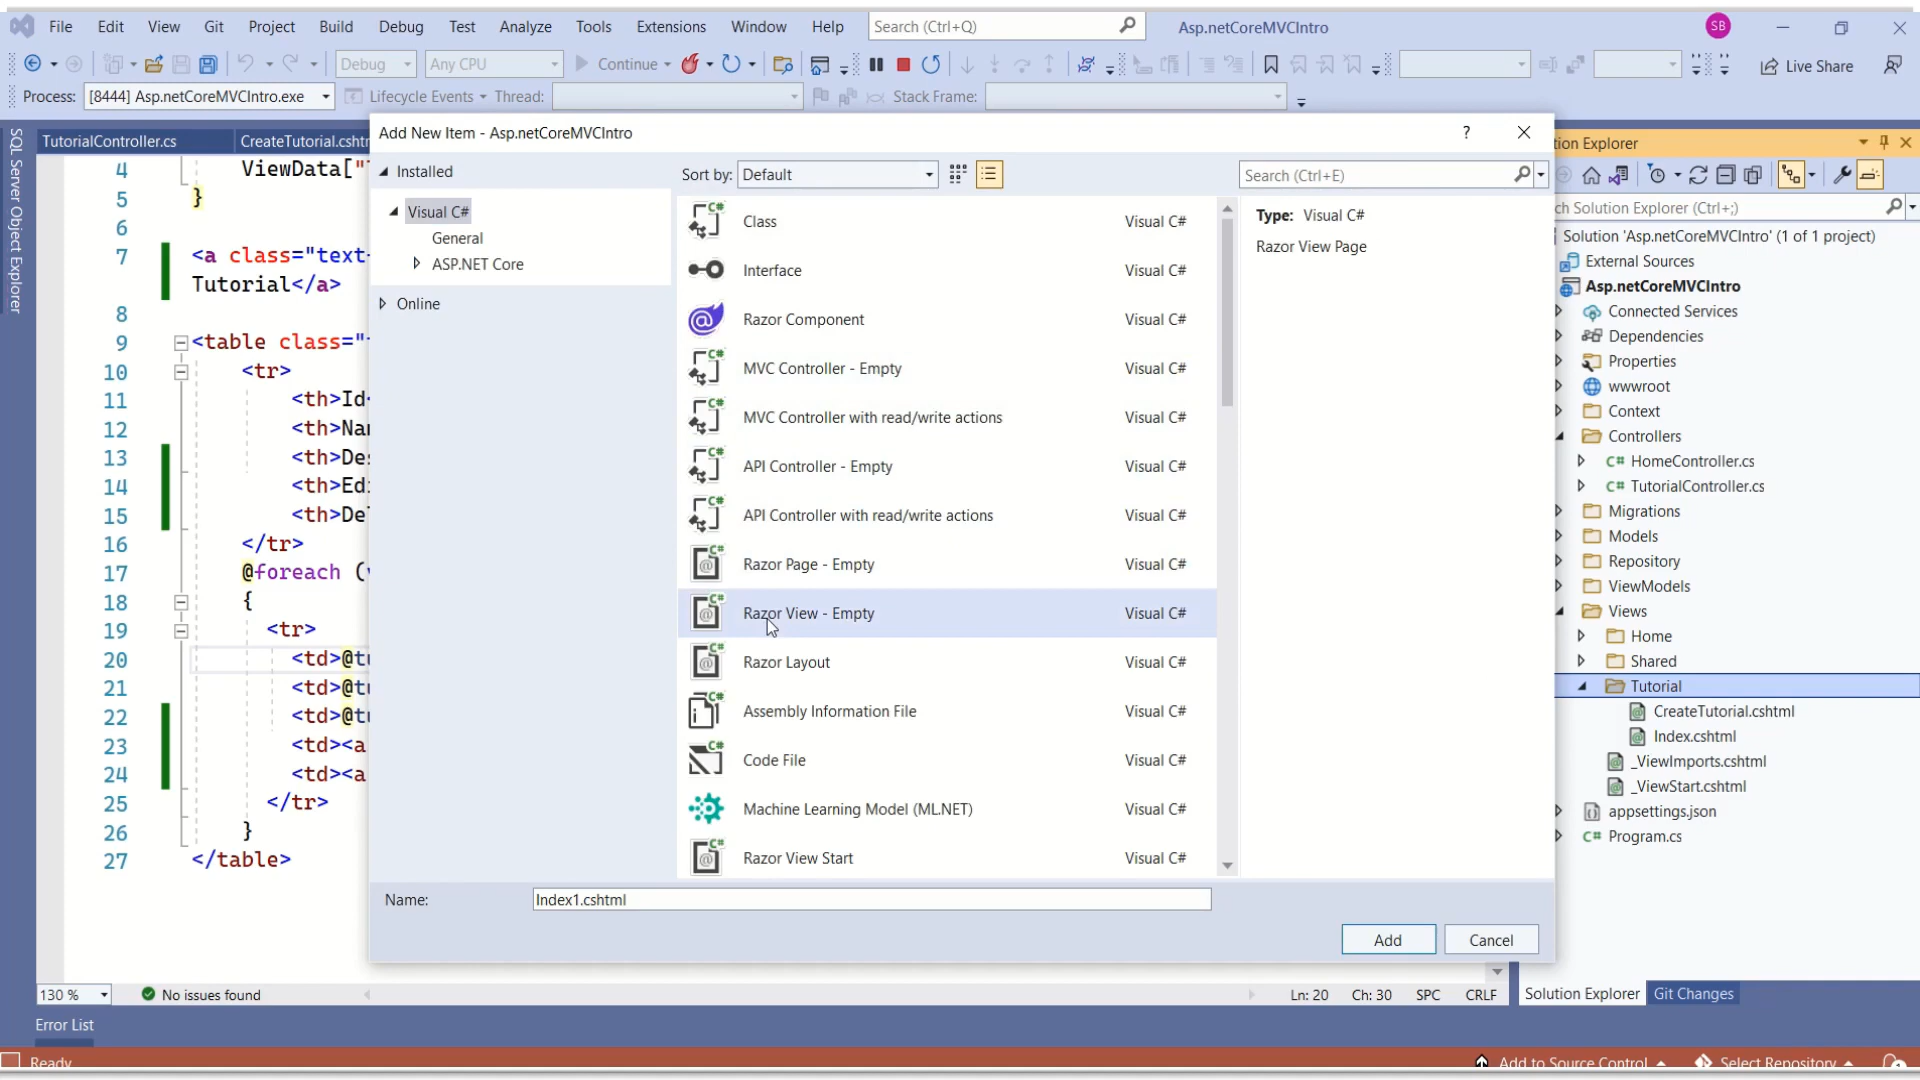 File Edit View Git Project Build Debug Test Analyze Tools Extensions Window Help Search (Ctrl+Q) Asp.netCoreMVCIntro SB
Debug Any CPU Continue Live Share
Process: [8444] Asp.netCoreMVCIntro.exe Lifecycle Events Thread: Stack Frame:
SQL Server Object Explorer
TutorialController.cs CreateTutorial.cshtm
4 ViewData["
5 }
6
7 <a class="text-
Tutorial</a>
8
9 <table class="
10 <tr>
11 <th>Id<
12 <th>Nam
13 <th>Des
14 <th>Edi
15 <th>Del
16 </tr>
17 @foreach (v
18 {
19 <tr>
20 <td>@tu
21 <td>@tu
22 <td>@tu
23 <td><a
24 <td><a
25 </tr>
26 }
27 </table>
Add New Item - Asp.netCoreMVCIntro ?
Installed
Visual C#
General
ASP.NET Core
Online
Sort by: Default
Search (Ctrl+E)
Class Visual C#
Interface Visual C#
Razor Component Visual C#
MVC Controller - Empty Visual C#
MVC Controller with read/write actions Visual C#
API Controller - Empty Visual C#
API Controller with read/write actions Visual C#
Razor Page - Empty Visual C#
Razor View - Empty Visual C#
Razor Layout Visual C#
Assembly Information File Visual C#
Code File Visual C#
Machine Learning Model (ML.NET) Visual C#
Razor View Start Visual C#
Type: Visual C#
Razor View Page
Name: Index1.cshtml
Add Cancel
tion Explorer
ch Solution Explorer (Ctrl+;)
Solution 'Asp.netCoreMVCIntro' (1 of 1 project)
External Sources
Asp.netCoreMVCIntro
Connected Services
Dependencies
Properties
wwwroot
Context
Controllers
C# HomeController.cs
C# TutorialController.cs
Migrations
Models
Repository
ViewModels
Views
Home
Shared
Tutorial
CreateTutorial.cshtml
Index.cshtml
_ViewImports.cshtml
_ViewStart.cshtml
appsettings.json
C# Program.cs
130 % No issues found Ln: 20 Ch: 30 SPC CRLF
Solution Explorer Git Changes
Error List
Ready Add to Source Control Select Repository